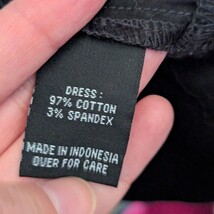 DRESS:
97% COTTON
3% SPANDEX
MADE IN INDONESIA
OVER FOR CARE